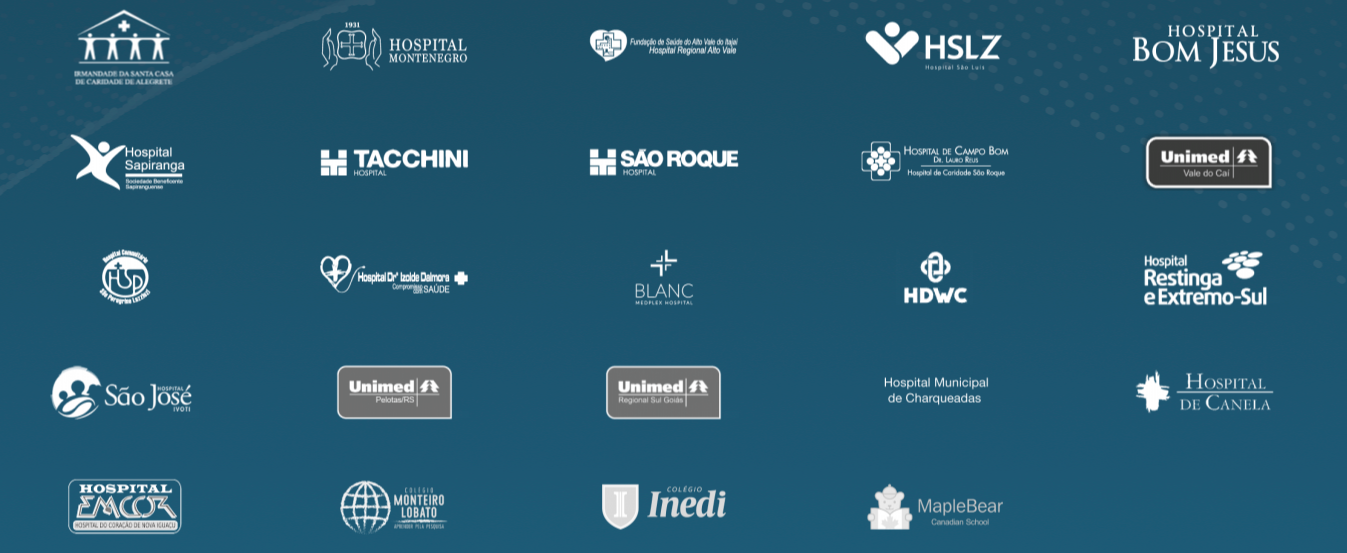 IRMANDADE DA SANTA CASA
DE CARIDADE DE ALEGRETE
1931
HOSPITAL
MONTENEGRO
Fundação de Saúde do Alto Vale do Itajaí
Hospital Regional Alto Vale
HSLZ
Hospital São Luiz
HOSPITAL
BOM JESUS
Hospital
Sapiranga
Sociedade Beneficente
Sapiranguense
TACCHINI
HOSPITAL
SÃO ROQUE
HOSPITAL
HOSPITAL DE CAMPO BOM
DR. LAURO REUS
Hospital de Caridade São Roque
Unimed
Vale do Caí
Hospital Comunitário
HSP
São Peregrino Lazziozi
Hospital Drª Izolde Dalmora
Compromisso
SAÚDE
BLANC
MEDPLEX HOSPITAL
HDWC
Hospital
Restinga
e Extremo-Sul
HOSPITAL
São José
IVOTI
Unimed
Pelotas/RS
Unimed
Regional Sul Goiás
Hospital Municipal
de Charqueadas
HOSPITAL
DE CANELA
HOSPITAL
EMCOR
HOSPITAL DO CORAÇÃO DE NOVA IGUAÇU
COLÉGIO
MONTEIRO
LOBATO
APRENDER PELA PESQUISA
COLÉGIO
Inedi
MapleBear
Canadian School